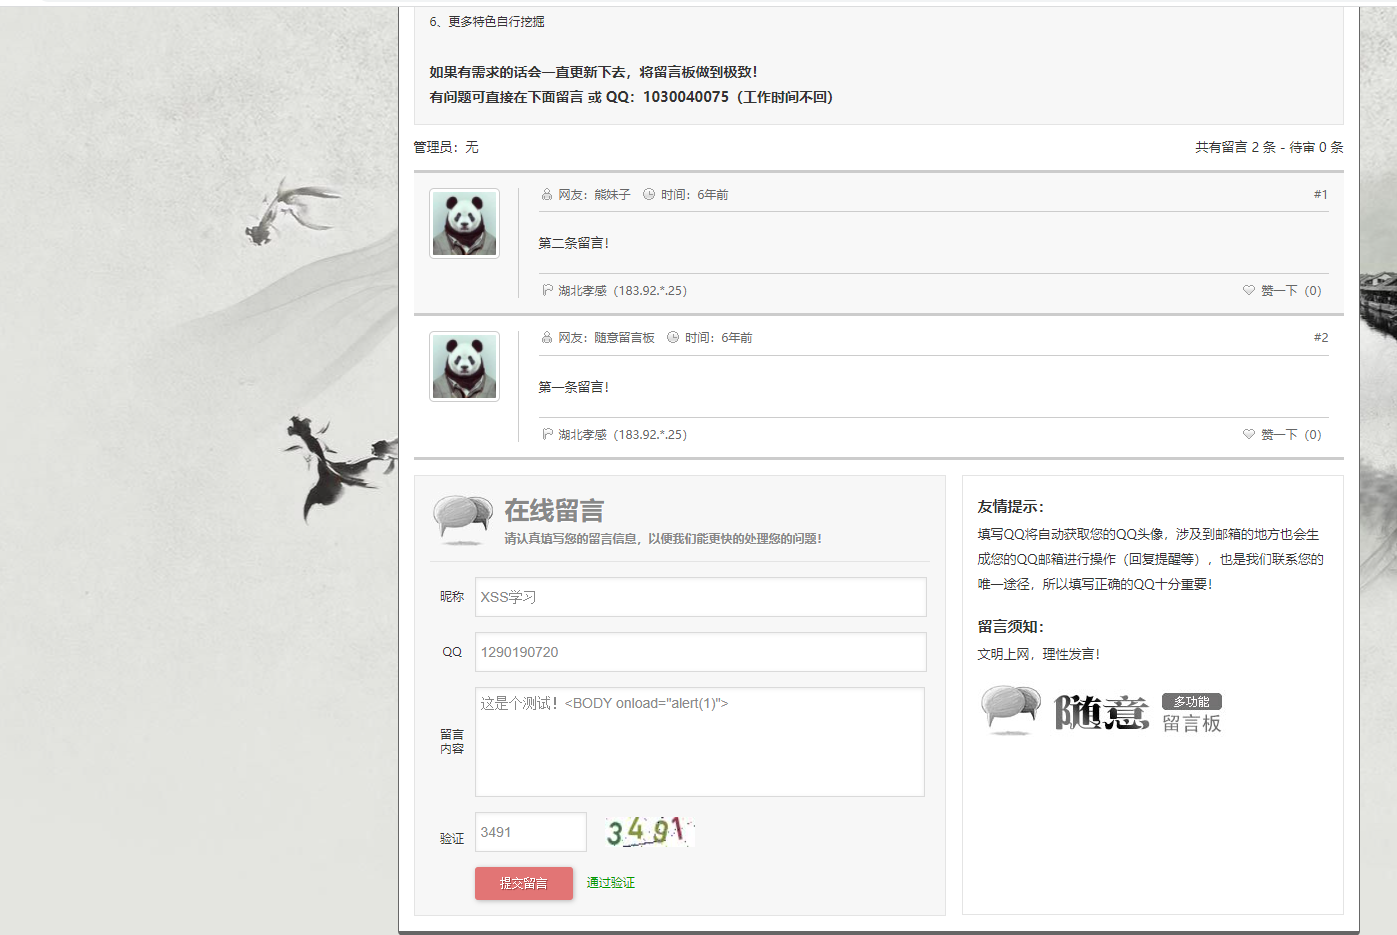 6、更多特色自行挖掘
如果有需求的话会一直更新下去，将留言板做到极致！
有问题可直接在下面留言 或 QQ：1030040075（工作时间不回）
管理员：无
共有留言 2 条 - 待审 0 条
网友：熊妹子 时间：6年前 #1
第二条留言！
湖北孝感（183.92.*.25） 赞一下（0）
网友：随意留言板 时间：6年前 #2
第一条留言！
湖北孝感（183.92.*.25） 赞一下（0）
在线留言
请认真填写您的留言信息，以便我们能更快的处理您的问题！
昵称 XSS学习
QQ 1290190720
留言
内容
这是个测试！<BODY onload="alert(1)">
验证 3491 3491
提交留言 通过验证
友情提示：
填写QQ将自动获取您的QQ头像，涉及到邮箱的地方也会生
成您的QQ邮箱进行操作（回复提醒等），也是我们联系您的
唯一途径，所以填写正确的QQ十分重要！
留言须知：
文明上网，理性发言！
随意 多功能
留言板